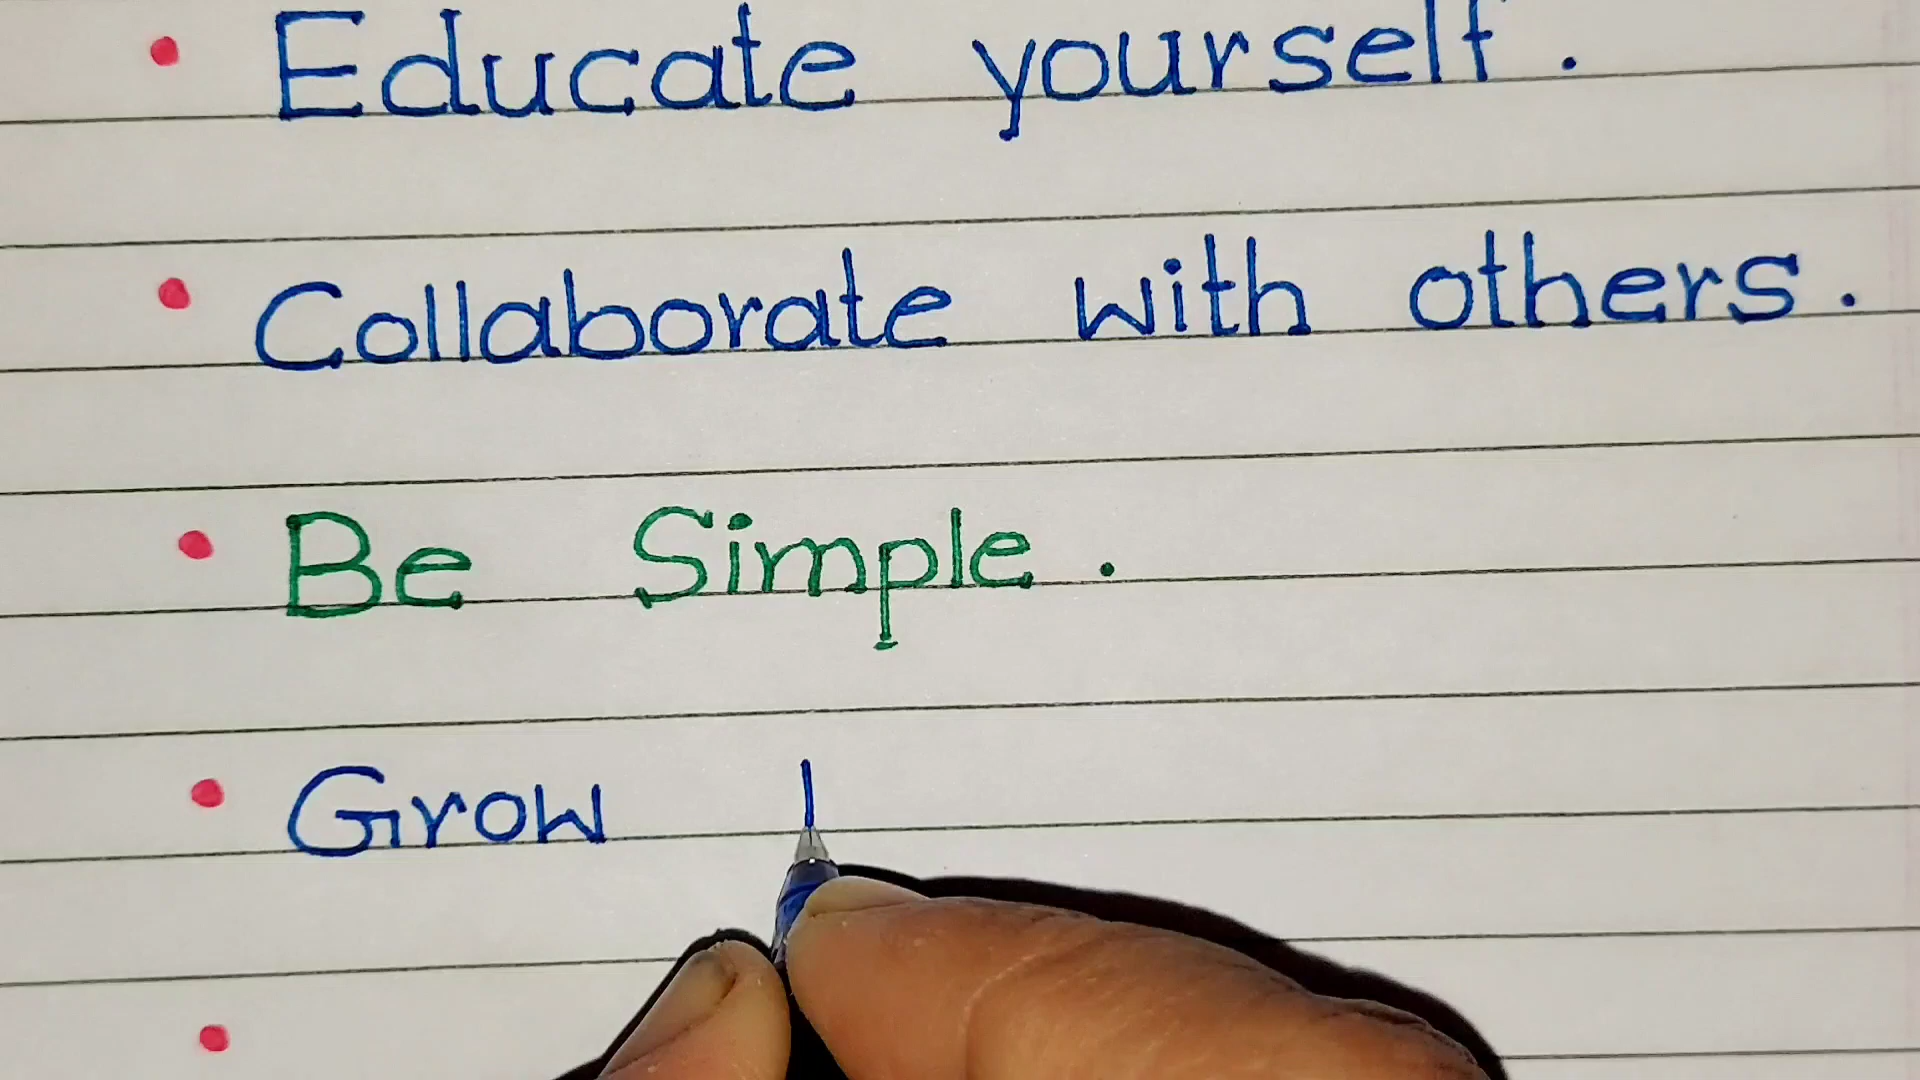 • Educate yourself.
• Collaborate with others.
• Be Simple.
• Grow
•